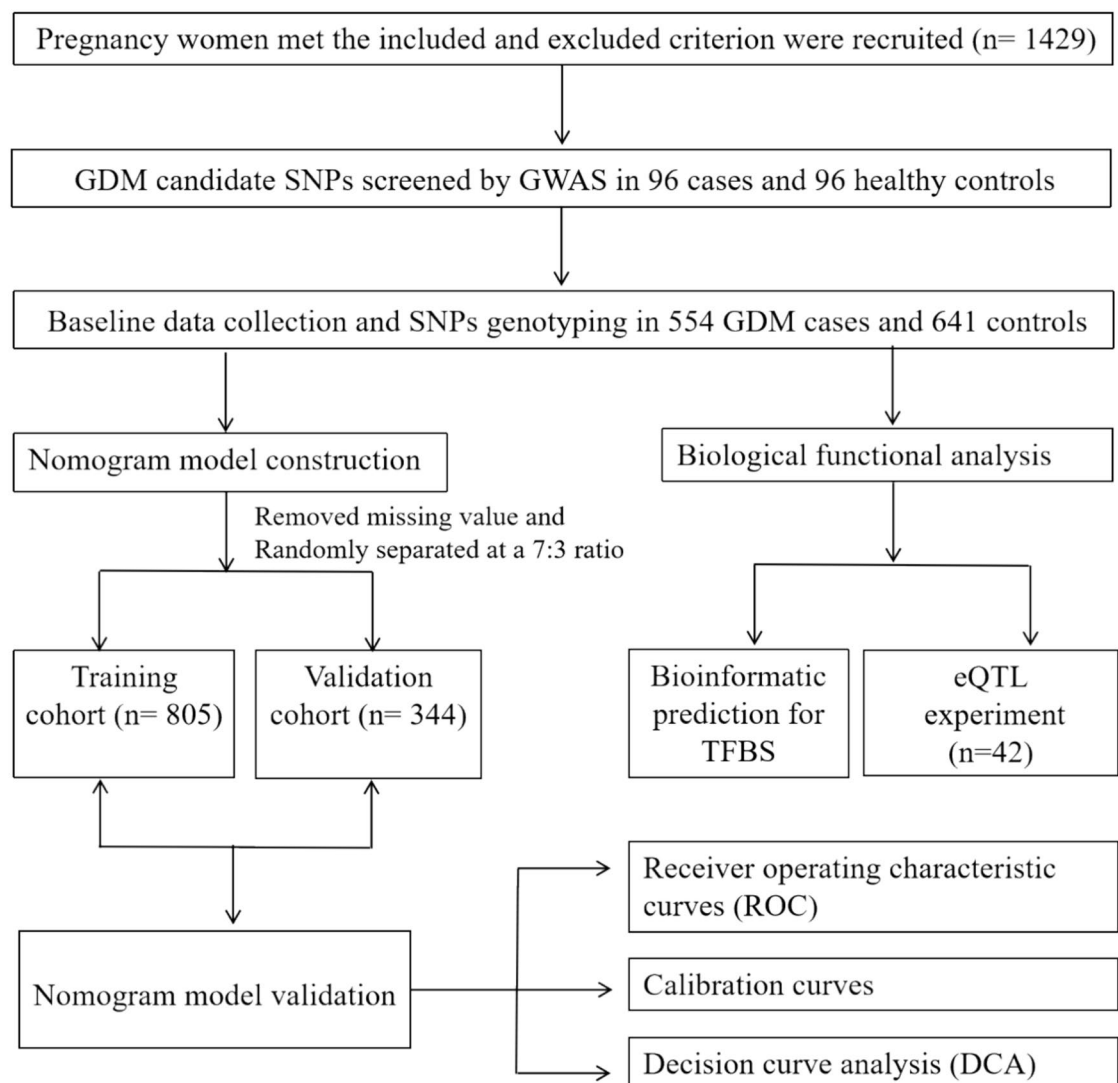 Pregnancy women met the included and excluded criterion were recruited (n= 1429)
GDM candidate SNPs screened by GWAS in 96 cases and 96 healthy controls
Baseline data collection and SNPs genotyping in 554 GDM cases and 641 controls
Nomogram model construction
Biological functional analysis
Removed missing value and
Randomly separated at a 7:3 ratio
Training
cohort (n= 805)
Validation
cohort (n= 344)
Bioinformatic
prediction for
TFBS
eQTL
experiment
(n=42)
Nomogram model validation
Receiver operating characteristic
curves (ROC)
Calibration curves
Decision curve analysis (DCA)